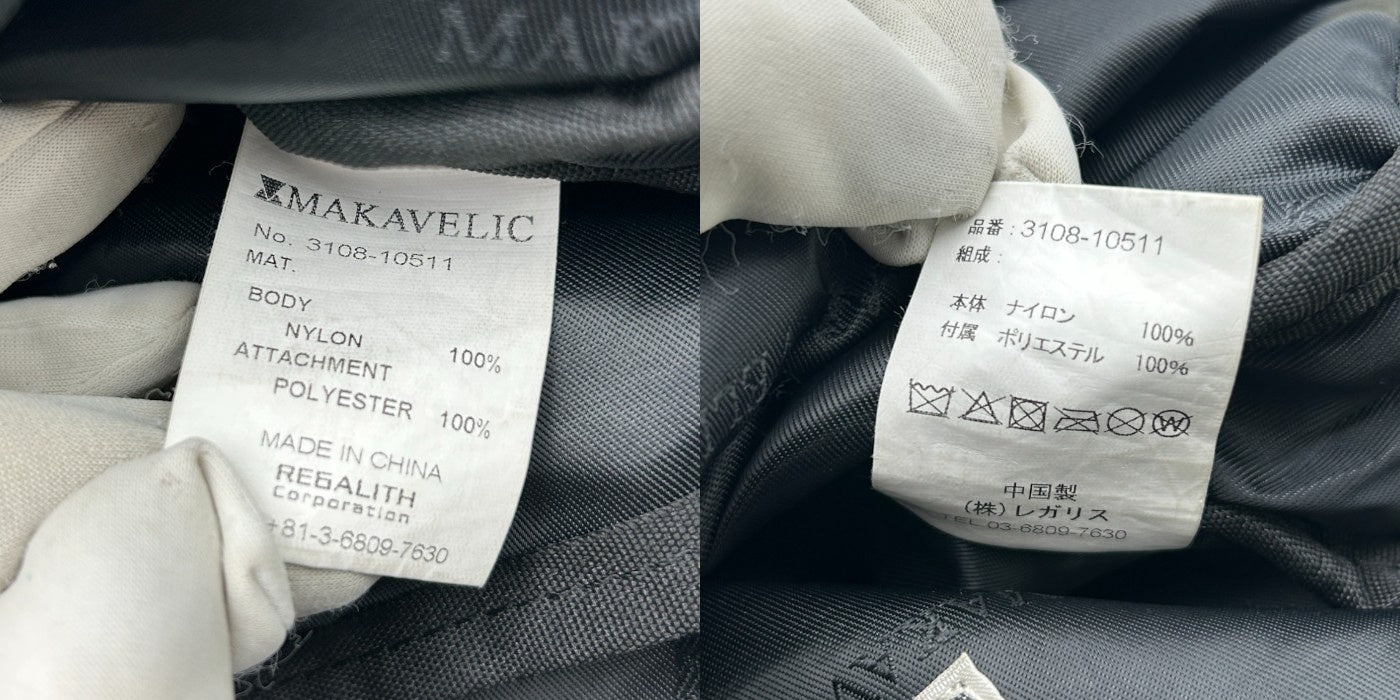 MAKAVELIC
No. 3108-10511
MAT.
BODY
NYLON 100%
ATTACHMENT
POLYESTER 100%
MADE IN CHINA
REGALITH
Corporation
+81-3-6809-7630
品番 : 3108-10511
組成 :
本体 ナイロン 100%
付属 ポリエステル 100%
中国製
(株) レガリス
TEL 03-6809-7630